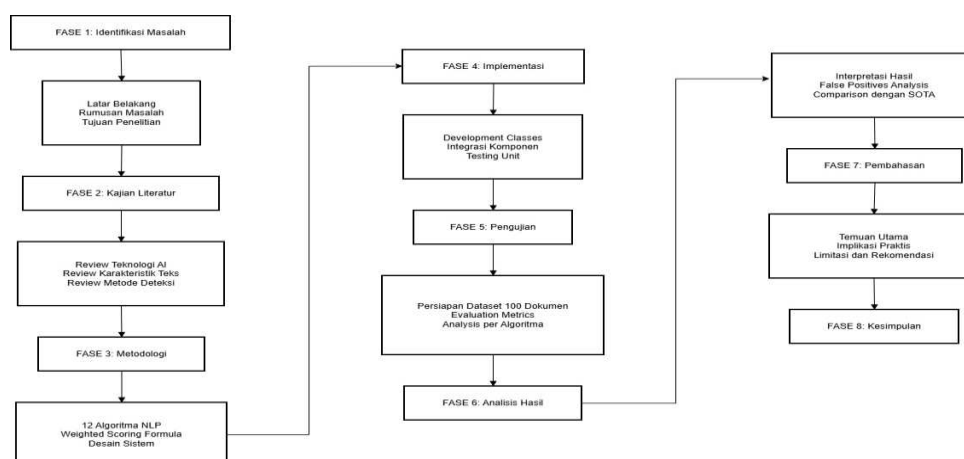 FASE 1: Identifikasi Masalah
Latar Belakang
Rumusan Masalah
Tujuan Penelitian
FASE 2: Kajian Literatur
Review Teknologi AI
Review Karakteristik Teks
Review Metode Deteksi
FASE 3: Metodologi
12 Algoritma NLP
Weighted Scoring Formula
Desain Sistem
FASE 4: Implementasi
Development Classes
Integrasi Komponen
Testing Unit
FASE 5: Pengujian
Persiapan Dataset 100 Dokumen
Evaluation Metrics
Analysis per Algoritma
FASE 6: Analisis Hasil
Interpretasi Hasil
False Positives Analysis
Comparison dengan SOTA
FASE 7: Pembahasan
Temuan Utama
Implikasi Praktis
Limitasi dan Rekomendasi
FASE 8: Kesimpulan